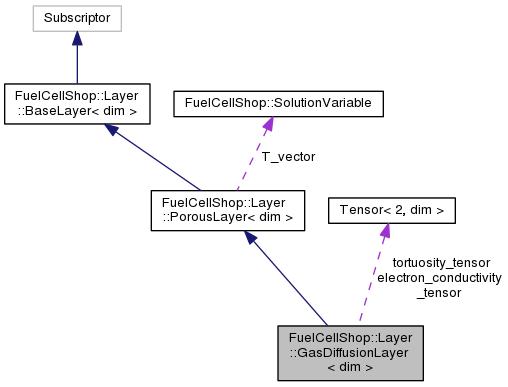 Subscriptor
FuelCellShop::Layer
::BaseLayer< dim >
FuelCellShop::SolutionVariable
T_vector
FuelCellShop::Layer
::PorousLayer< dim >
Tensor< 2, dim >
tortuosity_tensor
electron_conductivity
_tensor
FuelCellShop::Layer
::GasDiffusionLayer
< dim >